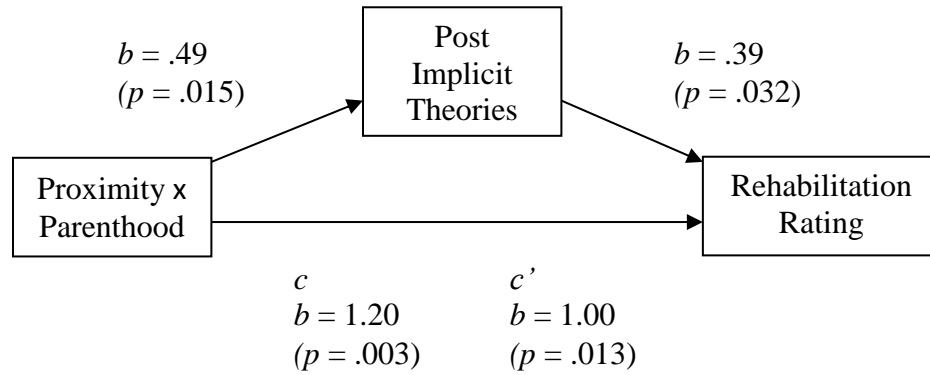 b = .49
(p = .015)
Post
Implicit
Theories
b = .39
(p = .032)
Proximity x
Parenthood
Rehabilitation
Rating
c
b = 1.20
(p = .003)
c’
b = 1.00
(p = .013)